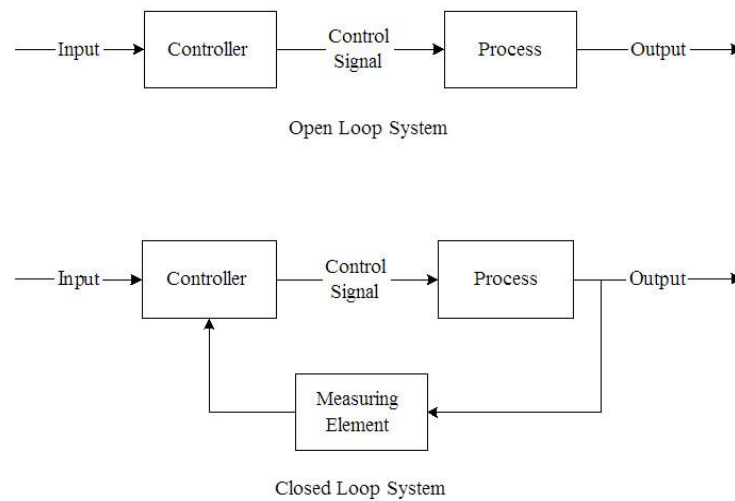 Input
Controller
Control
Signal
Process
Output
Open Loop System
Input
Controller
Control
Signal
Process
Output
Measuring
Element
Closed Loop System